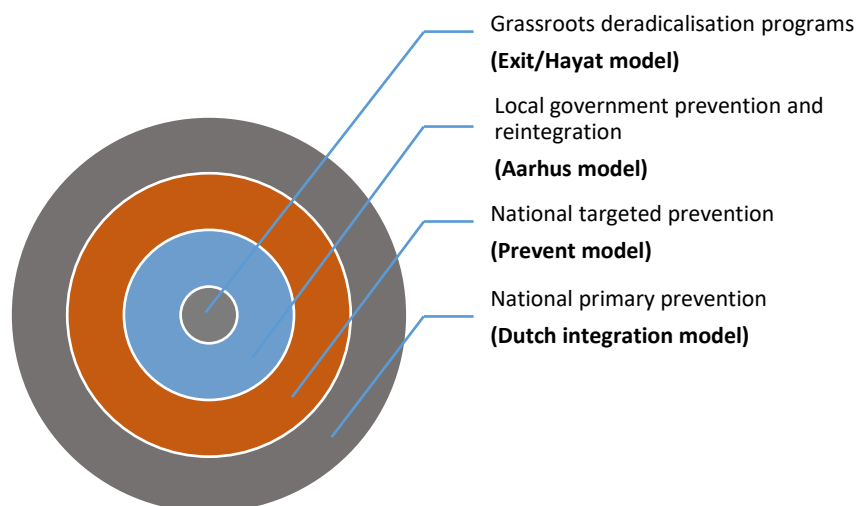 Grassroots deradicalisation programs
(Exit/Hayat model)
Local government prevention and
reintegration
(Aarhus model)
National targeted prevention
(Prevent model)
National primary prevention
(Dutch integration model)